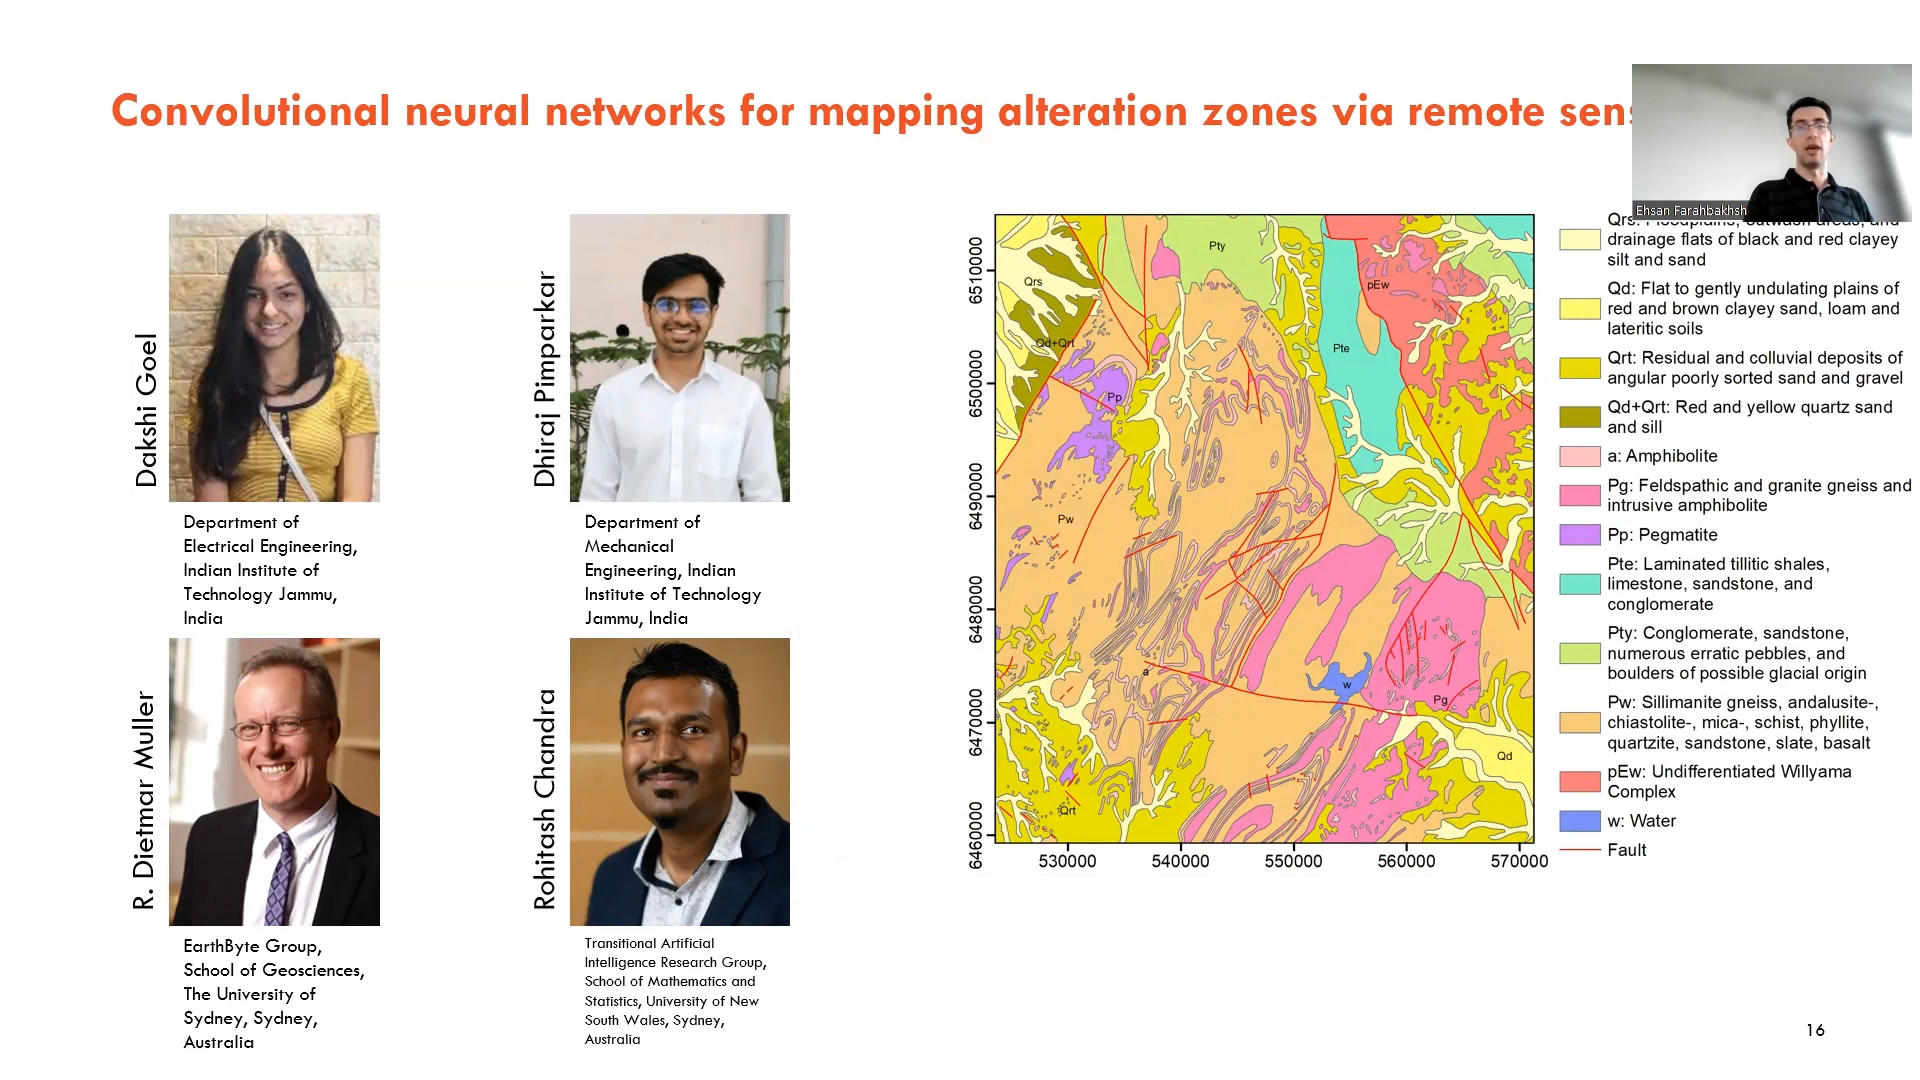 Convolutional neural networks for mapping alteration zones via remote
Ehsan Farahbakhsh
Dakshi Goel
Department of
Electrical Engineering,
Indian Institute of
Technology Jammu,
India
Dhiraj Pimparkar
Department of
Mechanical
Engineering, Indian
Institute of Technology
Jammu, India
R. Dietmar Muller
EarthByte Group,
School of Geosciences,
The University of
Sydney, Sydney,
Australia
Rohitash Chandra
Transitional Artificial
Intelligence Research Group,
School of Mathematics and
Statistics, University of New
South Wales, Sydney,
Australia
6510000
6500000
6490000
6480000
6470000
6460000
530000
540000
550000
560000
570000
Pty
Qrs
pEw
Qd+Qrt
Pte
Pp
Pw
a
w
Pg
Qd
Qrt
drainage flats of black and red clayey
silt and sand
Qd: Flat to gently undulating plains of
red and brown clayey sand, loam and
lateritic soils
Qrt: Residual and colluvial deposits of
angular poorly sorted sand and gravel
Qd+Qrt: Red and yellow quartz sand
and sill
a: Amphibolite
Pg: Feldspathic and granite gneiss and
intrusive amphibolite
Pp: Pegmatite
Pte: Laminated tillitic shales,
limestone, sandstone, and
conglomerate
Pty: Conglomerate, sandstone,
numerous erratic pebbles, and
boulders of possible glacial origin
Pw: Sillimanite gneiss, andalusite-,
chiastolite-, mica-, schist, phyllite,
quartzite, sandstone, slate, basalt
pEw: Undifferentiated Willyama
Complex
w: Water
Fault
16